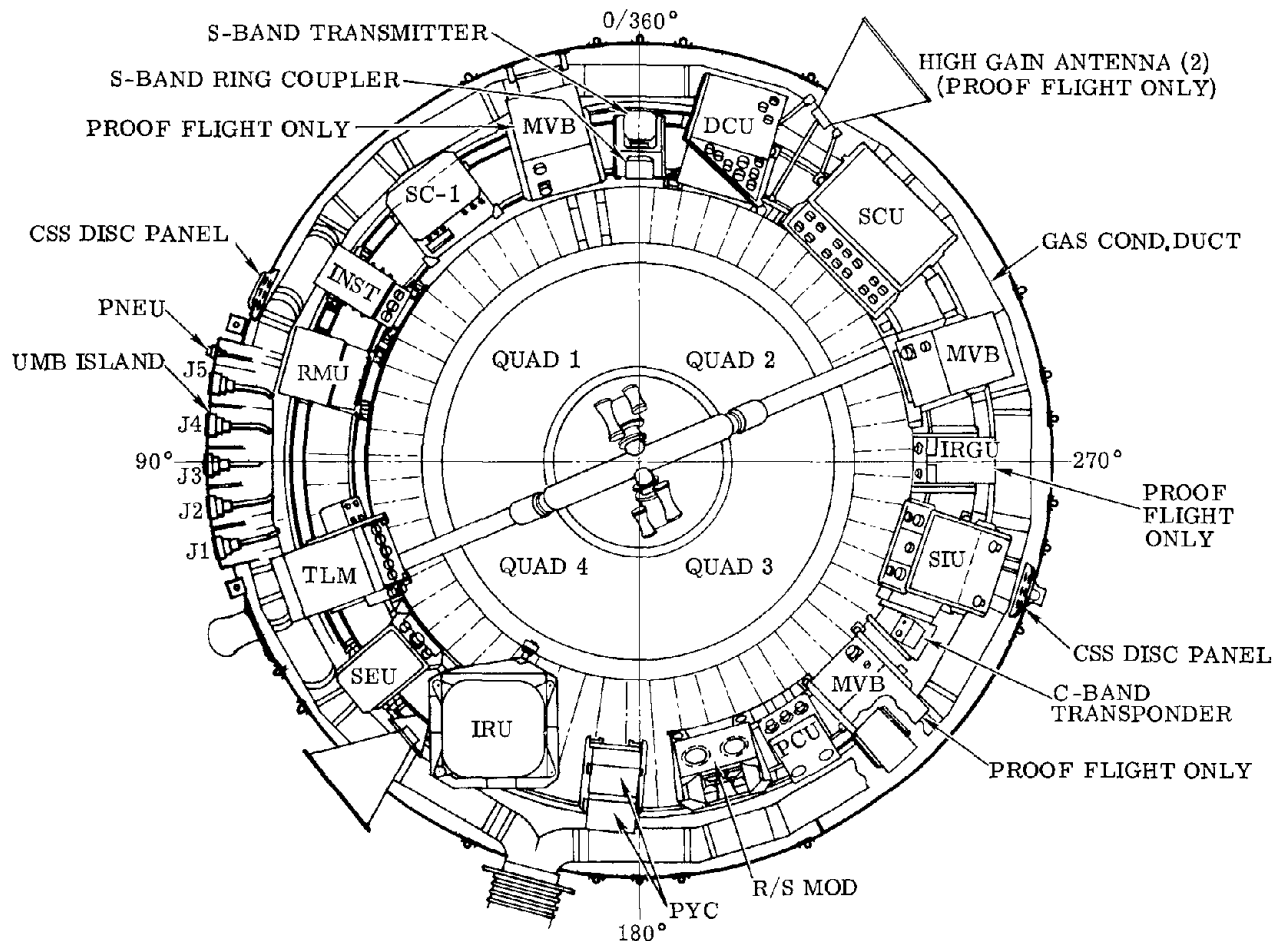 0/360°
S-BAND TRANSMITTER
S-BAND RING COUPLER
PROOF FLIGHT ONLY
MVB
DCU
HIGH GAIN ANTENNA (2)
(PROOF FLIGHT ONLY)
SC-1
SCU
CSS DISC PANEL
GAS COND. DUCT
INST
PNEU
UMB ISLAND
J5
RMU
QUAD 1
QUAD 2
MVB
J4
90°
J3
IRGU
270°
J2
PROOF
FLIGHT
ONLY
J1
TLM
QUAD 4
QUAD 3
SIU
SEU
CSS DISC PANEL
MVB
C-BAND
TRANSPONDER
IRU
PCU
PROOF FLIGHT ONLY
R/S MOD
PYC
180°